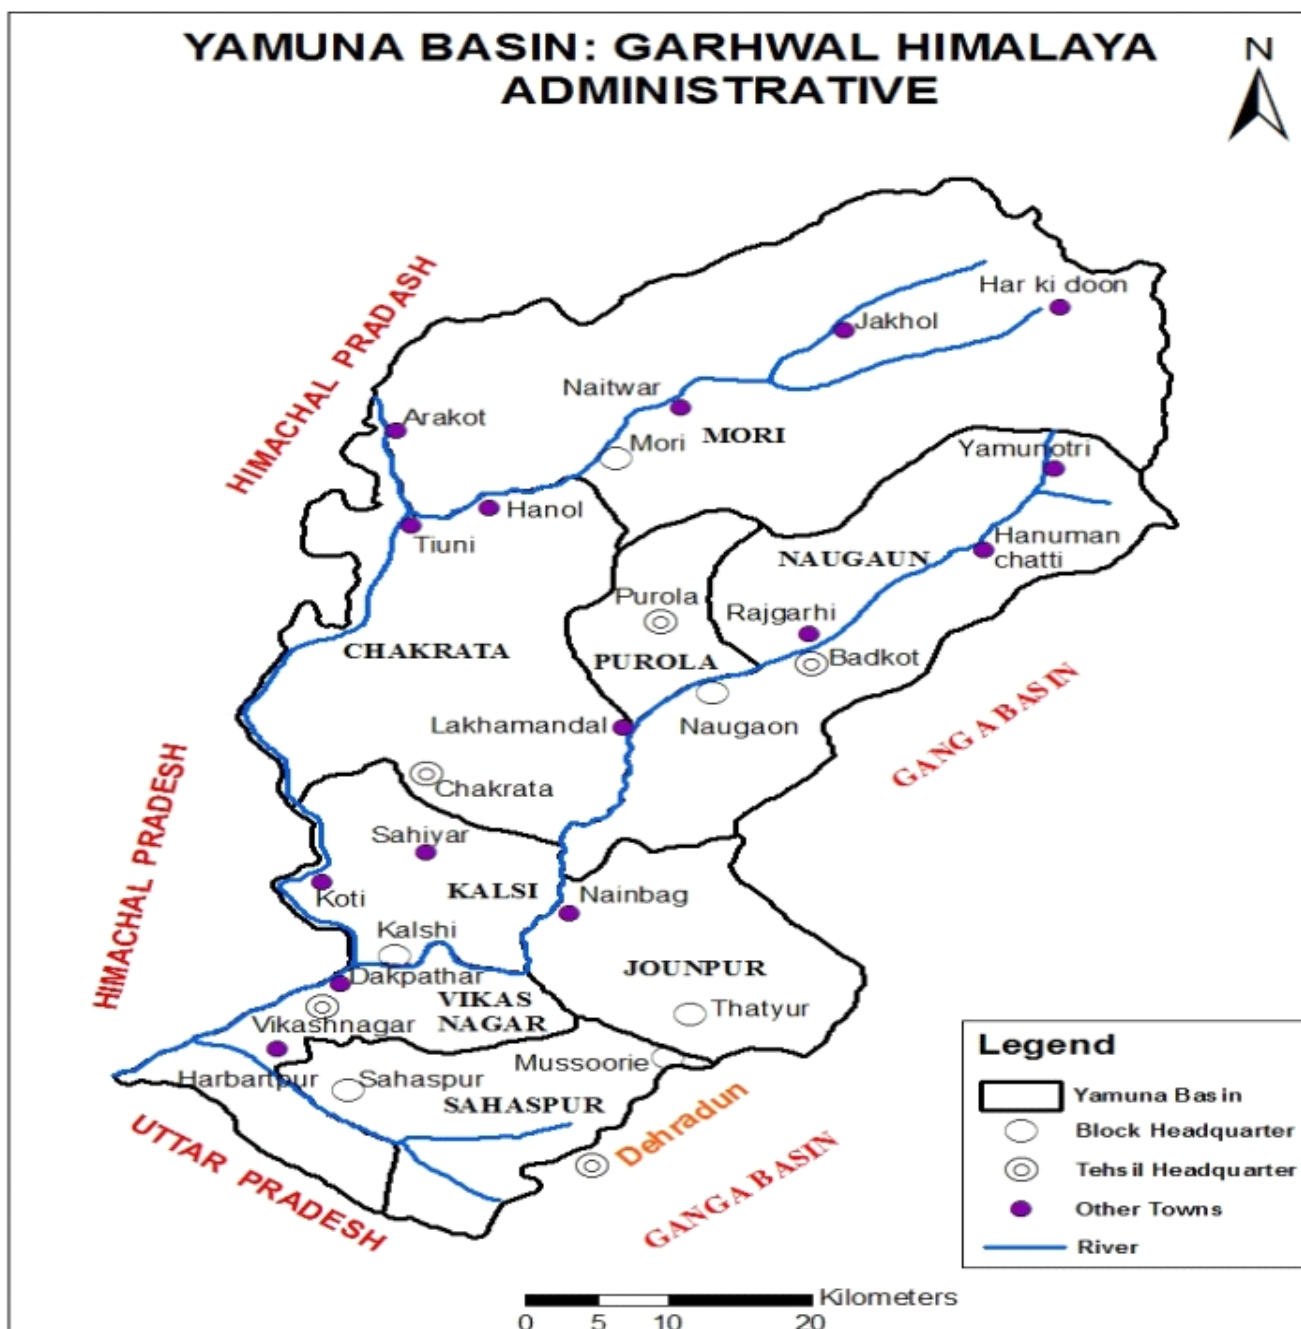 YAMUNA BASIN: GARHWAL HIMALAYA
ADMINISTRATIVE
N
HIMACHAL PRADASH
Har ki doon
Jakhol
Naitwar
Arakot
Mori
MORI
Yamunotri
Hanol
Tiuni
Hanuman
chatti
NAUGAUN
Purola
Rajgarhi
CHAKRATA
PUROLA
Badkot
Lakhamandal
Naugaon
GANGA BASIN
HIMACHAL PRADESH
Chakrata
Sahiyar
KALSI
Koti
Nainbag
Kalshi
JOUNPUR
Dakpathar
VIKAS
NAGAR
Thatyur
Vikashnagar
Mussoorie
Harbartpur
Sahaspur
SAHASPUR
Dehradun
UTTAR PRADESH
GANGA BASIN
Legend
Yamuna Basin
Block Headquarter
Tehsil Headquarter
Other Towns
River
Kilometers
0 5 10 20